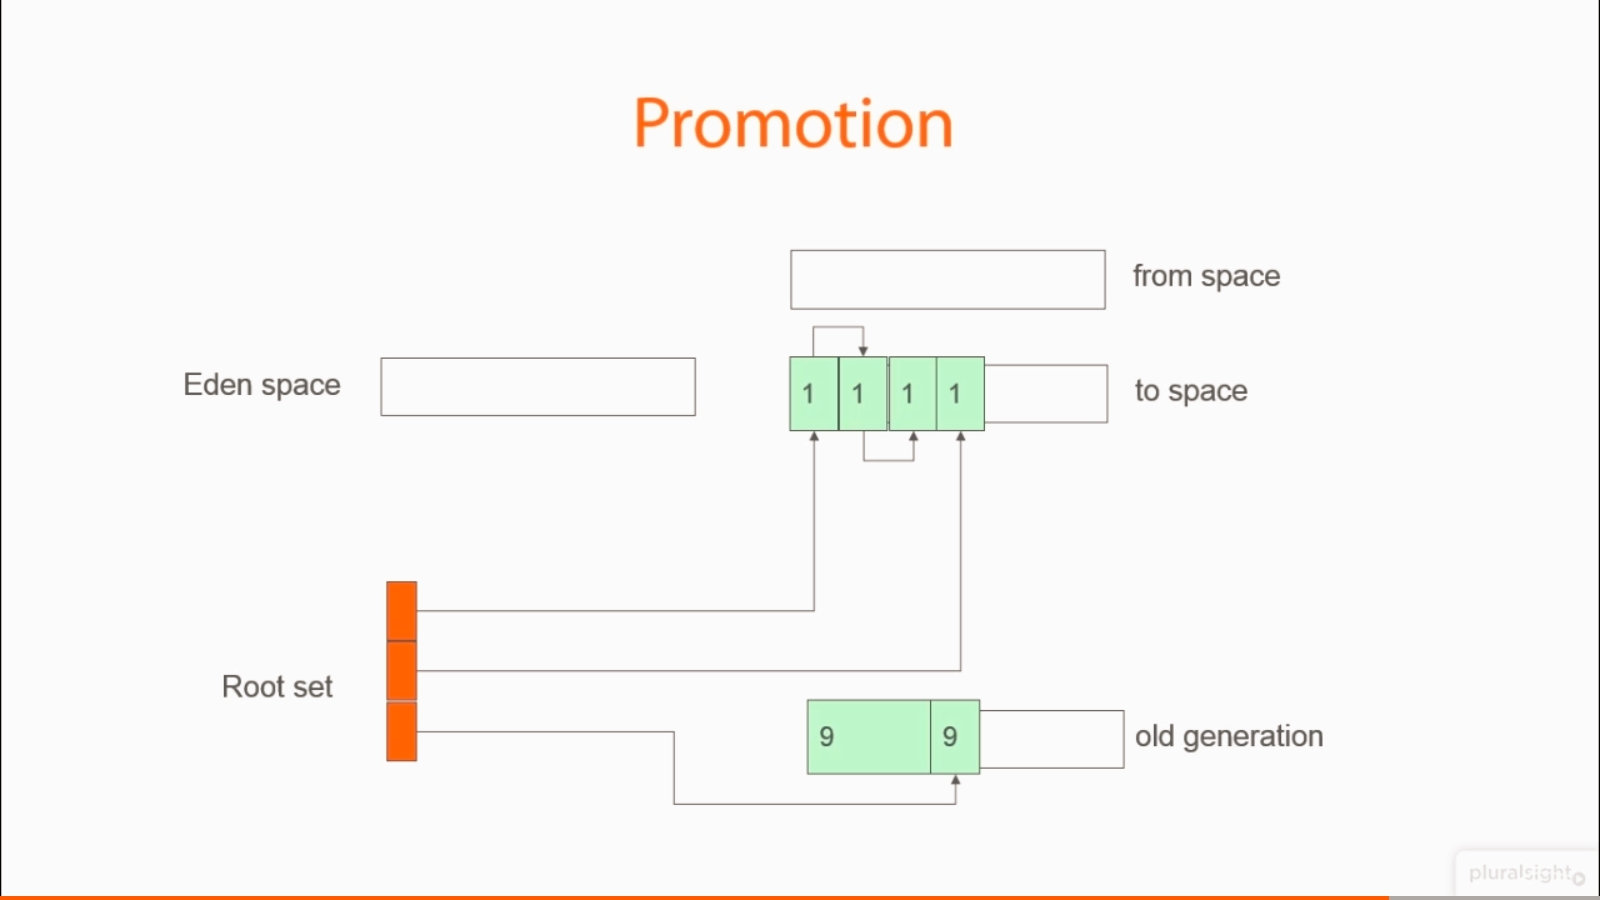 Promotion
from space
Eden space
1 1 1 1
to space
Root set
9 9
old generation
pluralsight